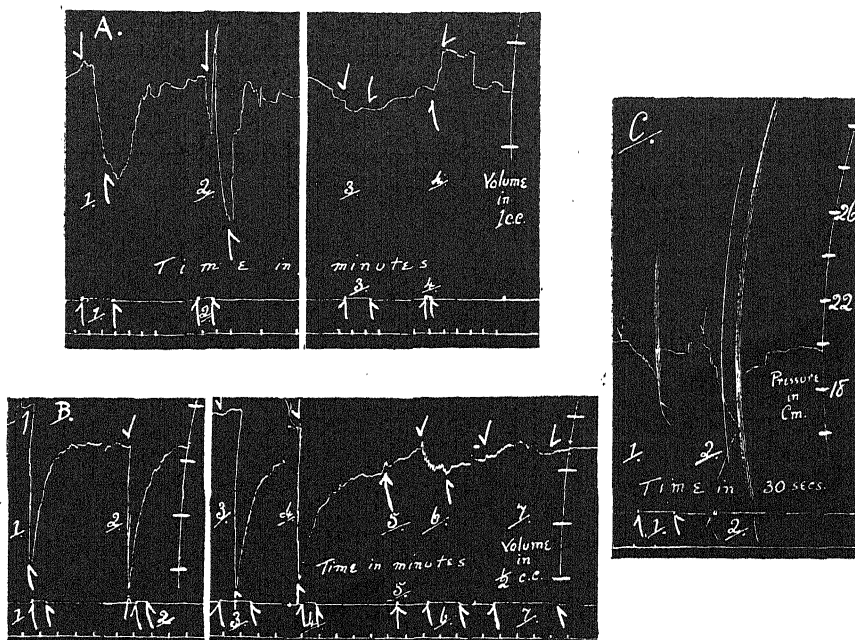 A.
1. 2. 3. 4.
Volume
in
1 c.c.
Time in minutes
3. 4.
1 2
B.
1 2 3. 4. 5. 6. 7.
Volume
in
½ c.c.
Time in minutes
5.
1 2 3. 4 6. 7.
C.
26
22
18
Pressure
in
Cm.
1. 2.
Time in 30 secs.
1. 2.